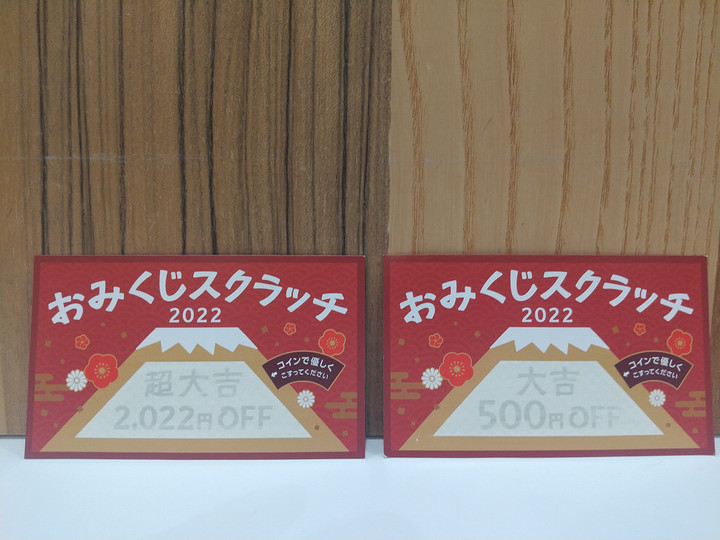 おみくじスクラッチ
2022
コインで優しく
こすってください
超大吉
2,022円OFF
おみくじスクラッチ
2022
コインで優しく
こすってください
大吉
500円OFF